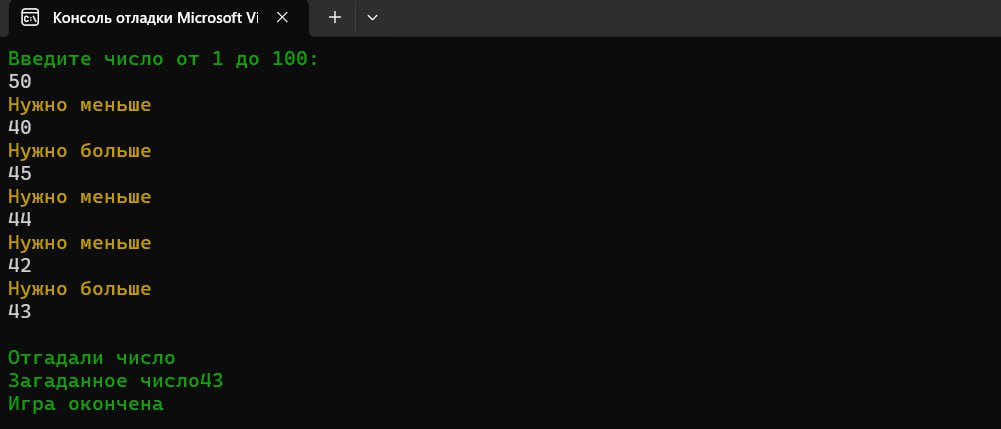 Консоль отладки Microsoft Vi
Введите число от 1 до 100:
50
Нужно меньше
40
Нужно больше
45
Нужно меньше
44
Нужно меньше
42
Нужно больше
43
Отгадали число
Загаданное число43
Игра окончена